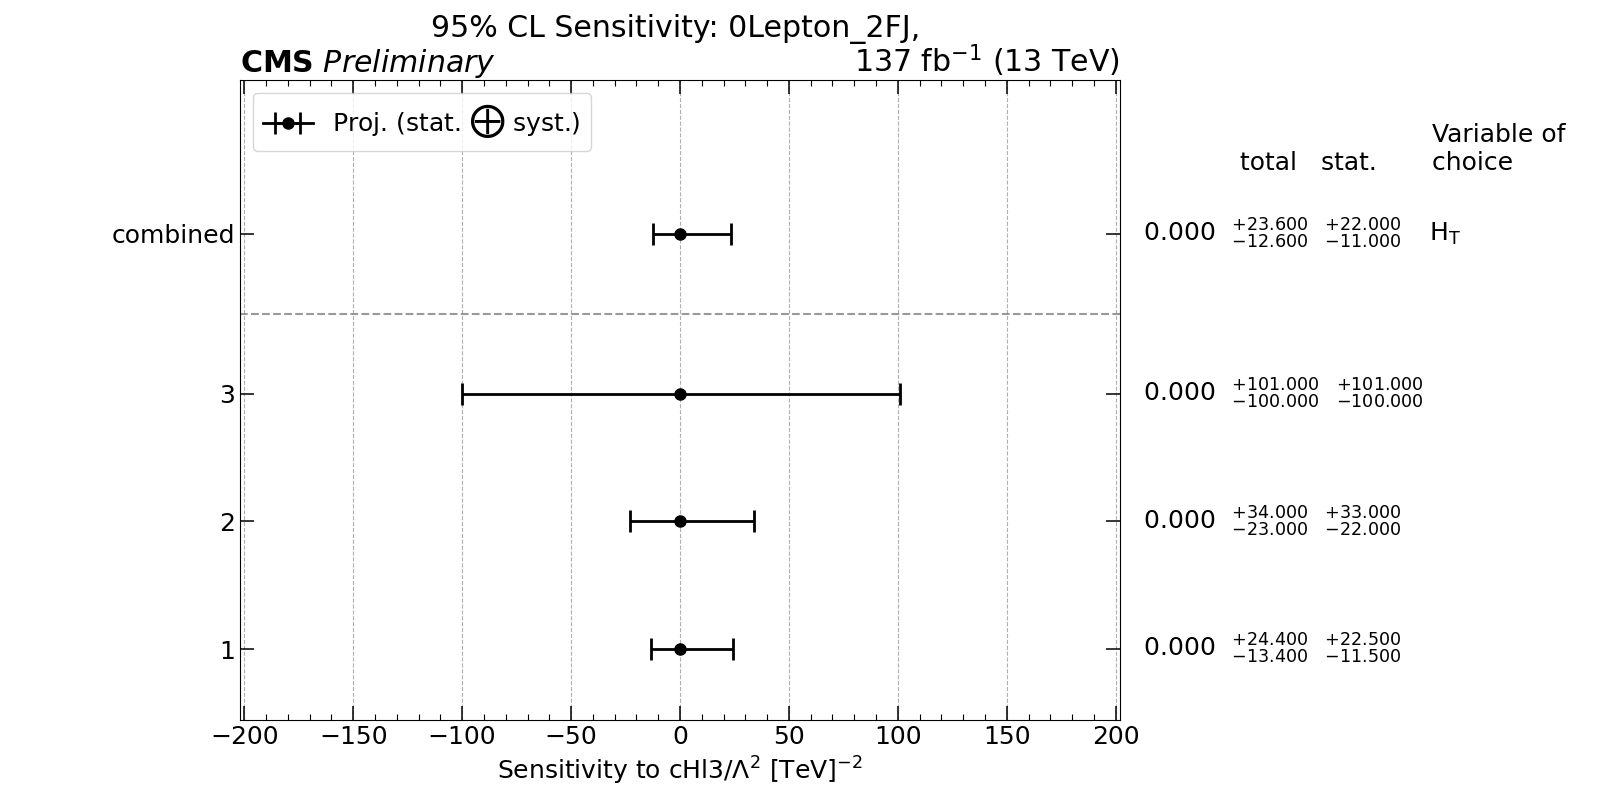 95% CL Sensitivity: 0Lepton_2FJ,
CMS Preliminary 137 fb⁻¹ (13 TeV)
Proj. (stat. ⊕ syst.)
Variable of
total stat. choice
combined 0.000 +23.600 −12.600 +22.000 −11.000 H_T
3 0.000 +101.000 −100.000 +101.000 −100.000
2 0.000 +34.000 −23.000 +33.000 −22.000
1 0.000 +24.400 −13.400 +22.500 −11.500
−200 −150 −100 −50 0 50 100 150 200
Sensitivity to cHl3/Λ² [TeV]⁻²